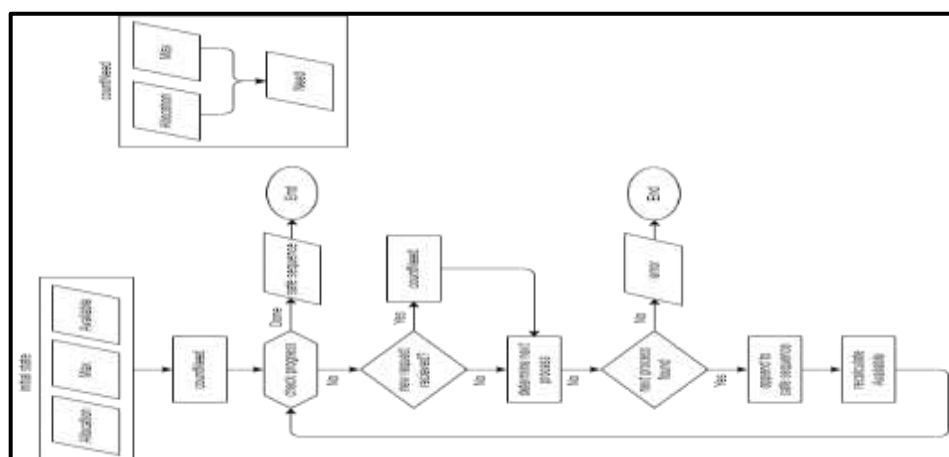 initial state
Allocation
Max
Available
countNeed
check progress
Done
safe sequence
End
No
new request
recieved?
Yes
countNeed
No
determine next
process
No
next process
found
No
error
End
Yes
append to
safe sequence
recalculate
Available
countNeed
Allocation
Max
Need